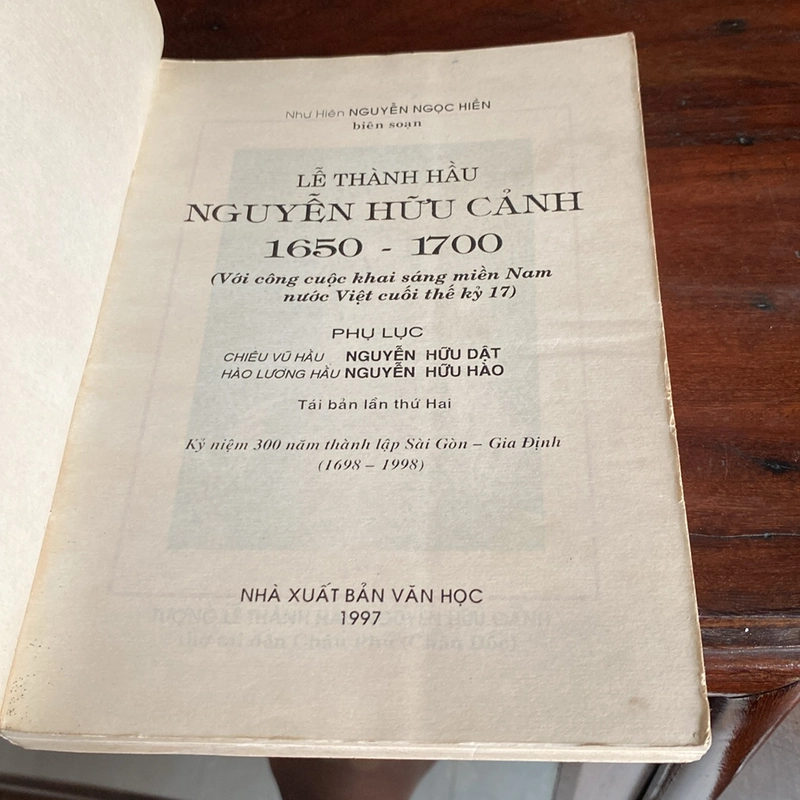 Như Hiên NGUYỄN NGỌC HIỀN
biên soạn
LỄ THÀNH HẦU
NGUYỄN HỮU CẢNH
1650 - 1700
(Với công cuộc khai sáng miền Nam
nước Việt cuối thế kỷ 17)
PHỤ LỤC
CHIÊU VŨ HẦU NGUYỄN HỮU DẬT
HÀO LƯƠNG HẦU NGUYỄN HỮU HÀO
Tái bản lần thứ Hai
Kỷ niệm 300 năm thành lập Sài Gòn – Gia Định
(1698 – 1998)
NHÀ XUẤT BẢN VĂN HỌC
1997